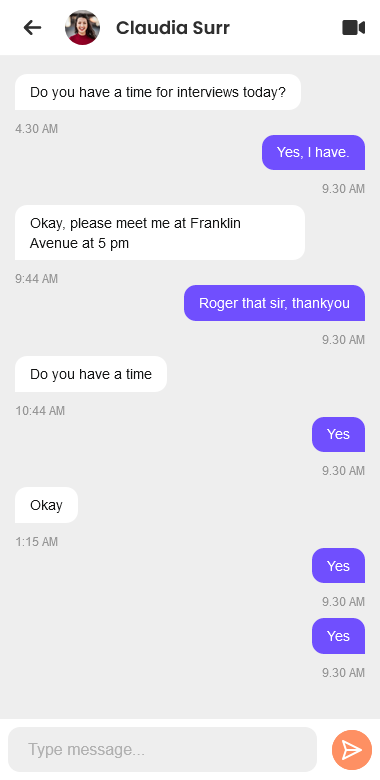 Claudia Surr
Do you have a time for interviews today?
4.30 AM
Yes, I have.
9.30 AM
Okay, please meet me at Franklin
Avenue at 5 pm
9:44 AM
Roger that sir, thankyou
9.30 AM
Do you have a time
10:44 AM
Yes
9.30 AM
Okay
1:15 AM
Yes
9.30 AM
Yes
9.30 AM
Type message...